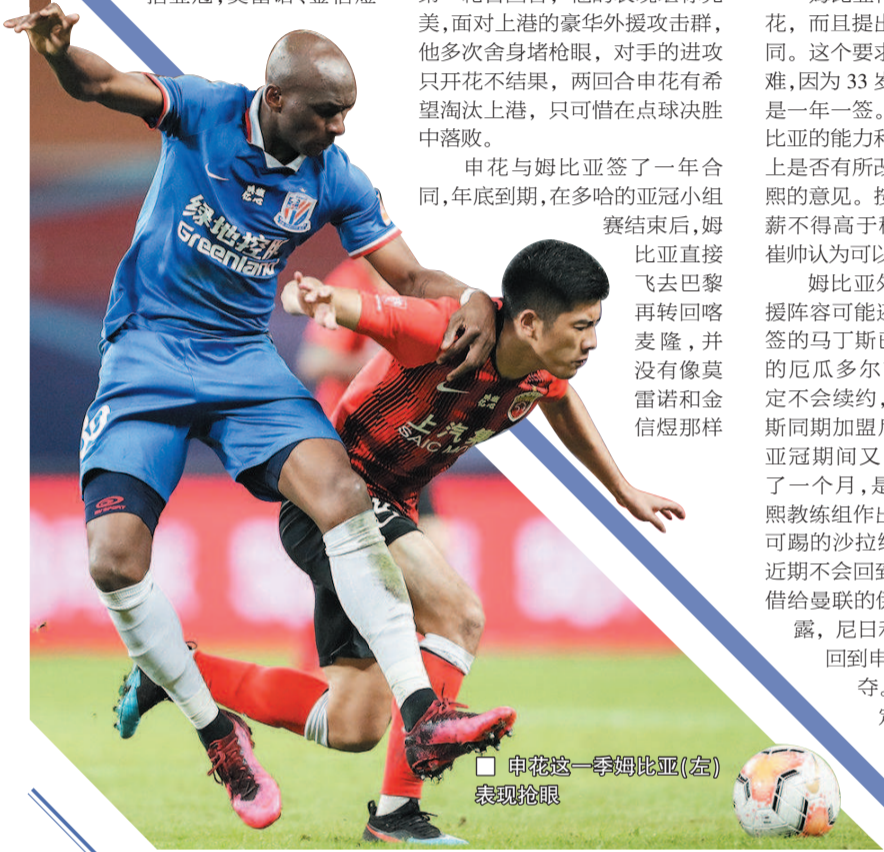 美,面对上港的豪华外援攻击群,
他多次舍身堵枪眼，对手的进攻
只开花不结果，两回合申花有希
望淘汰上港，只可惜在点球决胜
中落败。
申花与姆比亚签了一年合
同,年底到期,在多哈的亚冠小组
赛结束后,姆
比亚直接
飞去巴黎
再转回喀
麦隆,并
没有像莫
雷诺和金
信煜那样
花，而且提出
同。这个要求
难,因为 33 岁
是一年一签。
比亚的能力和
上是否有所改
熙的意见。
薪不得高于
崔帅认为可以
姆比亚外
援阵容可能
签的马丁斯已
的厄瓜多尔
定不会续约,
斯同期加盟
亚冠期间又
了一个月,是
熙教练组作出
可踢的沙拉维
近期不会回到
借给曼联的伊
露，尼日利
回到申
夺。
绿地控股
Greenland
上汽集
SAIC M
■ 申花这一季姆比亚(左)
表现抢眼